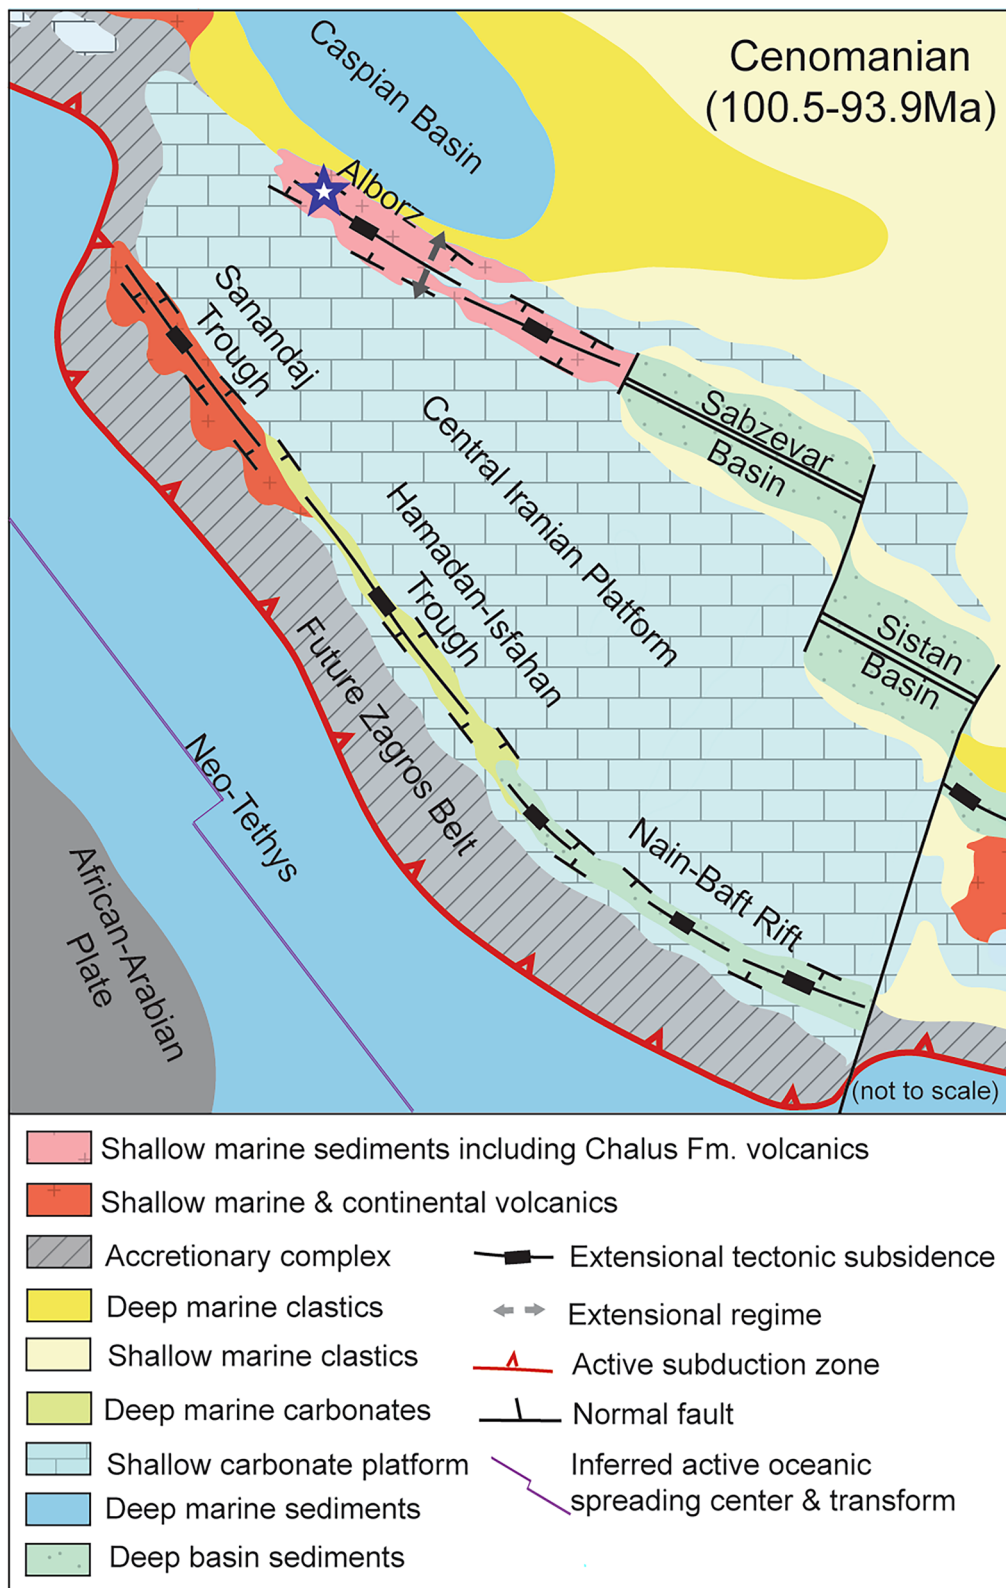 Cenomanian
(100.5-93.9Ma)
Caspian Basin
Alborz
Sanandaj
Trough
Sabzevar
Basin
Central Iranian Platform
Hamadan-Isfahan
Trough
Sistan
Basin
Future Zagros Belt
Neo-Tethys
Nain-Baft Rift
African-Arabian
Plate
(not to scale)
Shallow marine sediments including Chalus Fm. volcanics
Shallow marine & continental volcanics
Accretionary complex
Deep marine clastics
Shallow marine clastics
Deep marine carbonates
Shallow carbonate platform
Deep marine sediments
Deep basin sediments
Extensional tectonic subsidence
Extensional regime
Active subduction zone
Normal fault
Inferred active oceanic
spreading center & transform